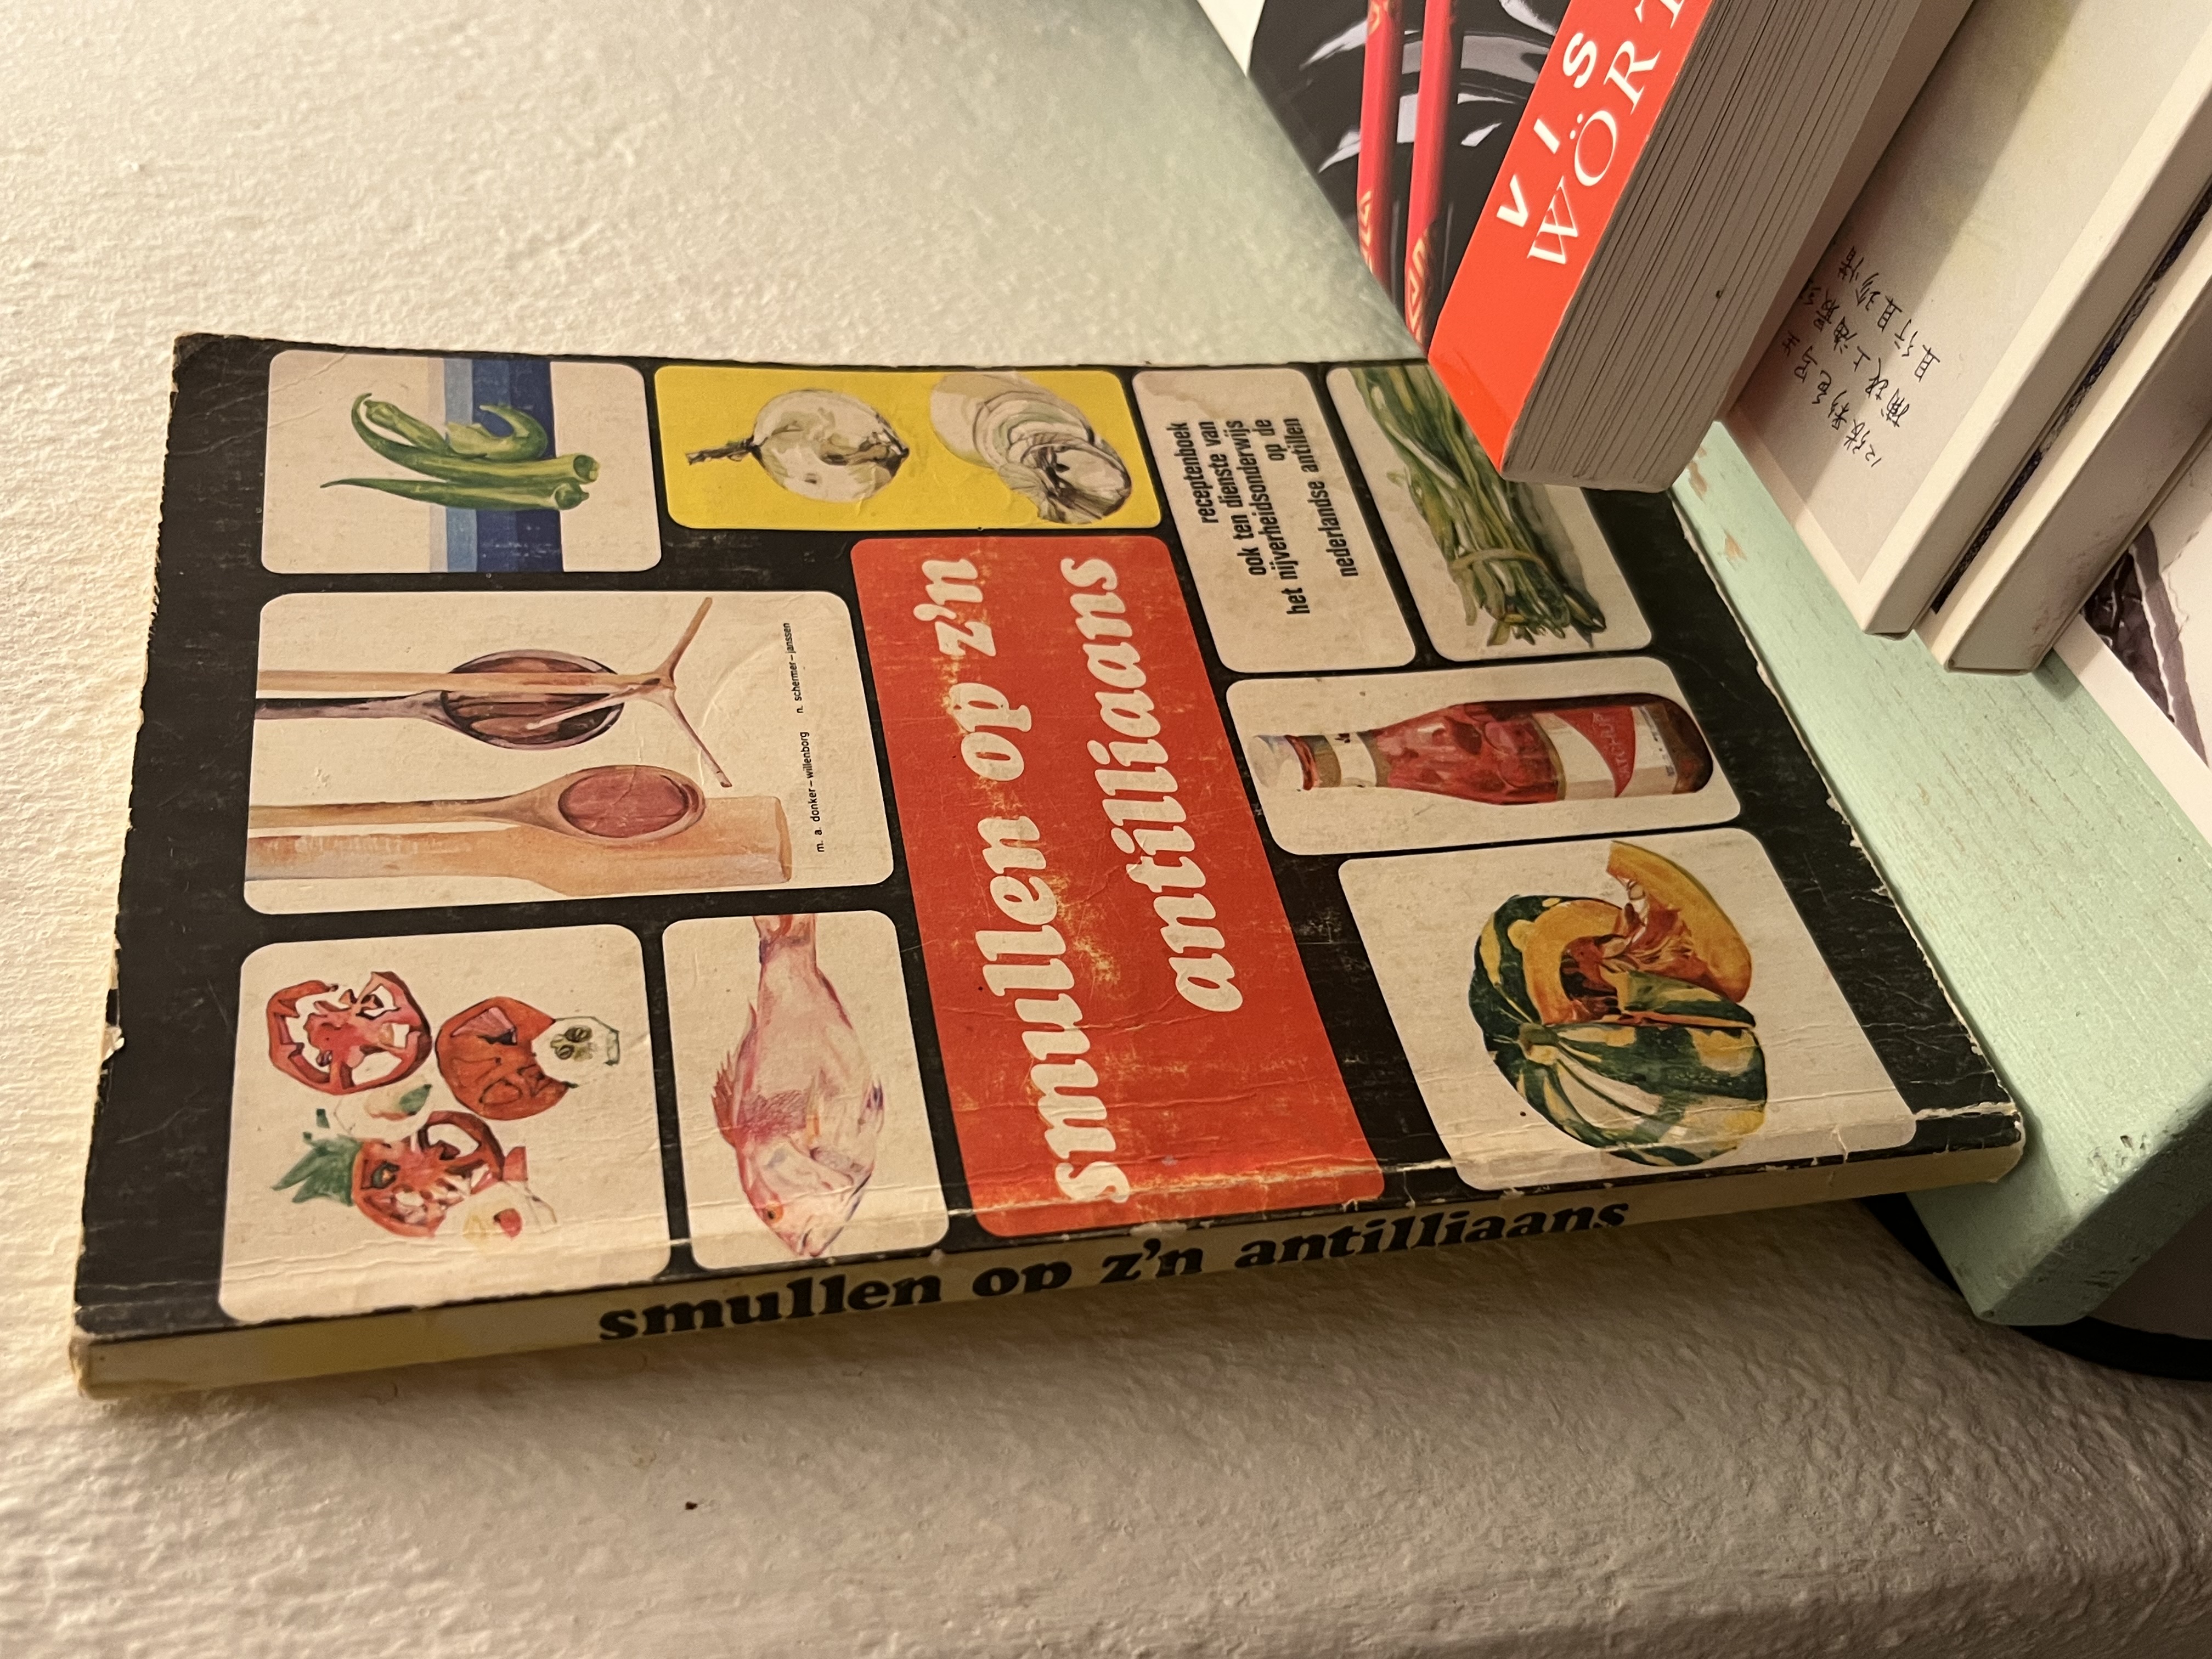 smullen op z'n
antilliaans
receptenboek
ook ten dienste van
het nijverheidsonderwijs
op de
nederlandse antillen
m. a. donker – willenborg n. schermer – janssen
smullen op z'n antilliaans
VIS
WÖRT